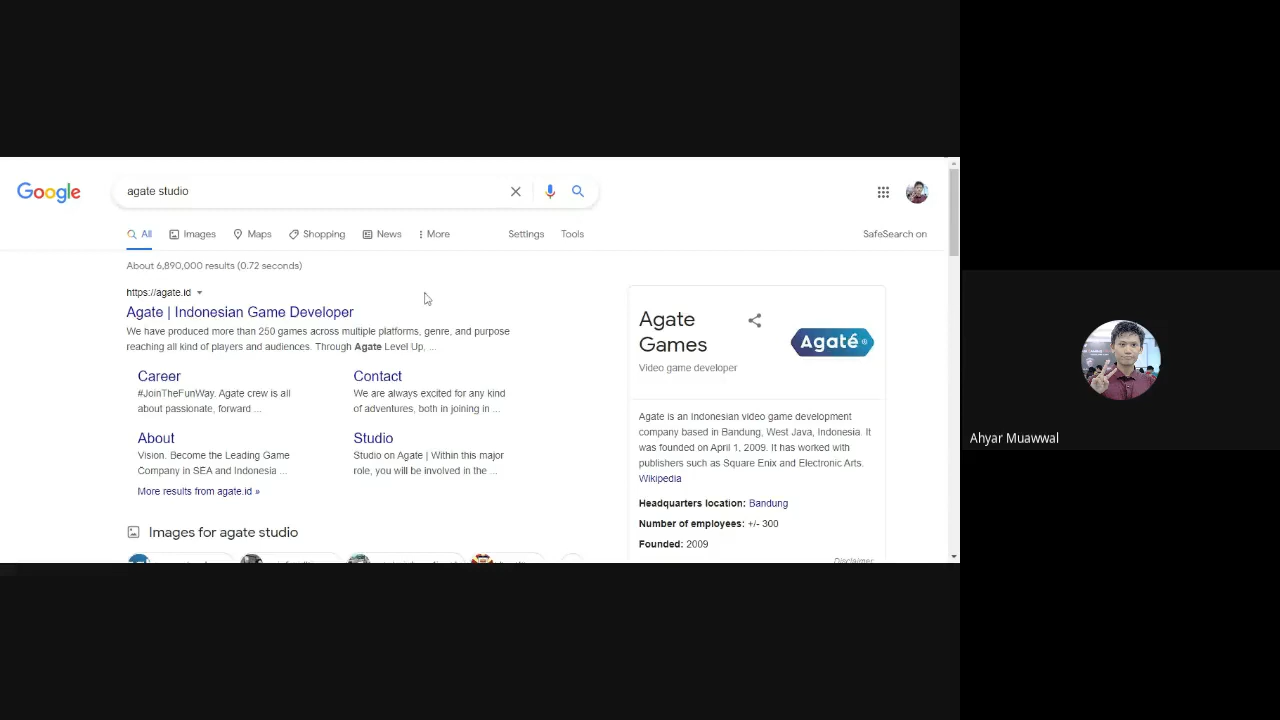 Google
agate studio
All
Images
Maps
Shopping
News
More
Settings
Tools
SafeSearch on
About 6,890,000 results (0.72 seconds)
https://agate.id
Agate | Indonesian Game Developer
We have produced more than 250 games across multiple platforms, genre, and purpose
reaching all kind of players and audiences. Through Agate Level Up, ...
Career
#JoinTheFunWay. Agate crew is all
about passionate, forward ...
Contact
We are always excited for any kind
of adventures, both in joining in ...
About
Vision. Become the Leading Game
Company in SEA and Indonesia ...
Studio
Studio on Agate | Within this major
role, you will be involved in the ...
More results from agate.id »
Images for agate studio
Agate
Games
Video game developer
Agaté
Agate is an Indonesian video game development
company based in Bandung, West Java, Indonesia. It
was founded on April 1, 2009. It has worked with
publishers such as Square Enix and Electronic Arts.
Wikipedia
Headquarters location: Bandung
Number of employees: +/- 300
Founded: 2009
Disclaimer
Ahyar Muawwal